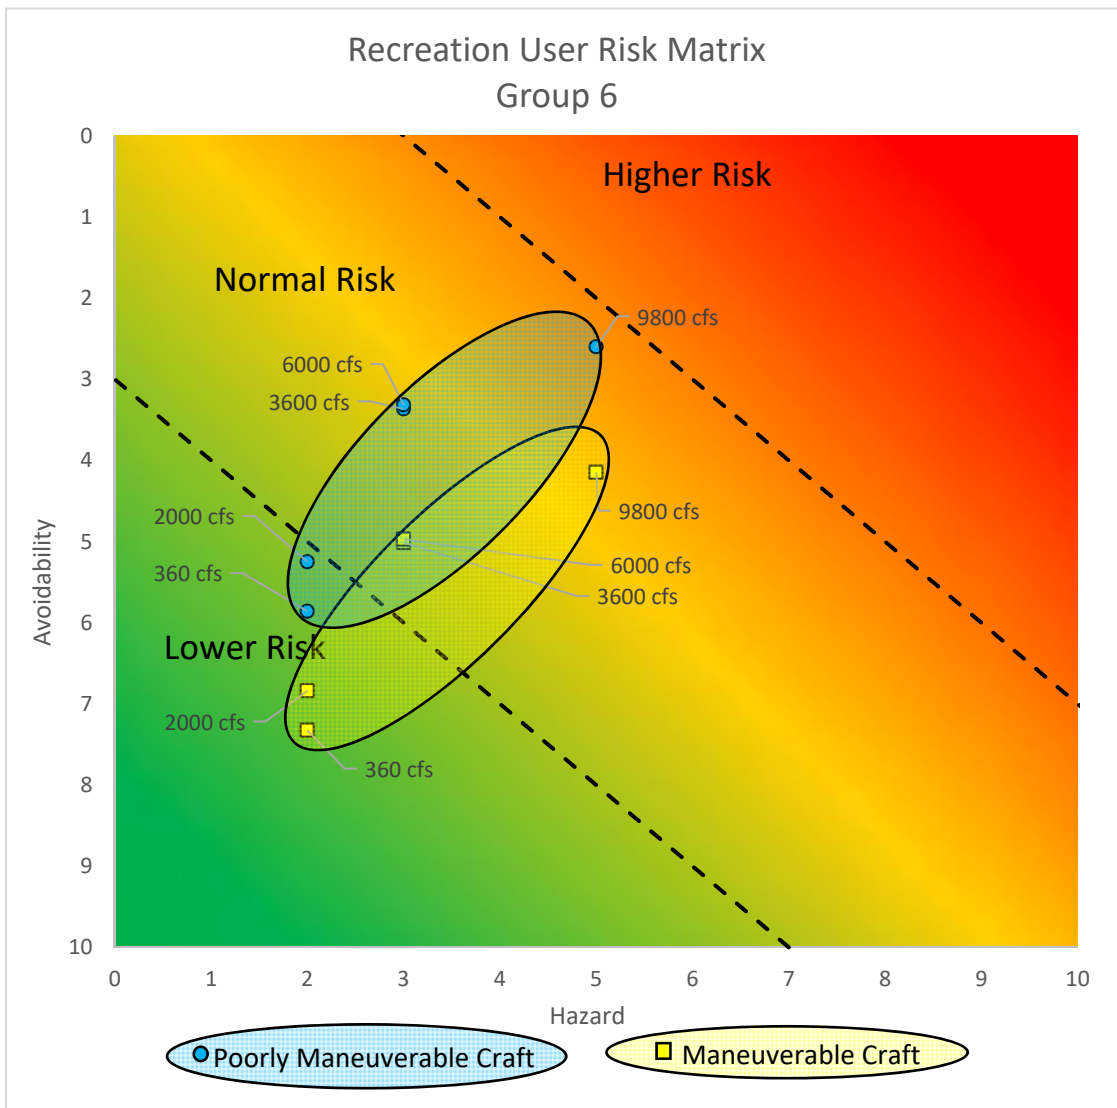 Recreation User Risk Matrix
Group 6
0
1
2
3
4
5
6
7
8
9
10
Avoidability
Higher Risk
Normal Risk
9800 cfs
6000 cfs
3600 cfs
2000 cfs
9800 cfs
360 cfs
6000 cfs
3600 cfs
Lower Risk
2000 cfs
360 cfs
0 1 2 3 4 5 6 7 8 9 10
Hazard
Poorly Maneuverable Craft
Maneuverable Craft